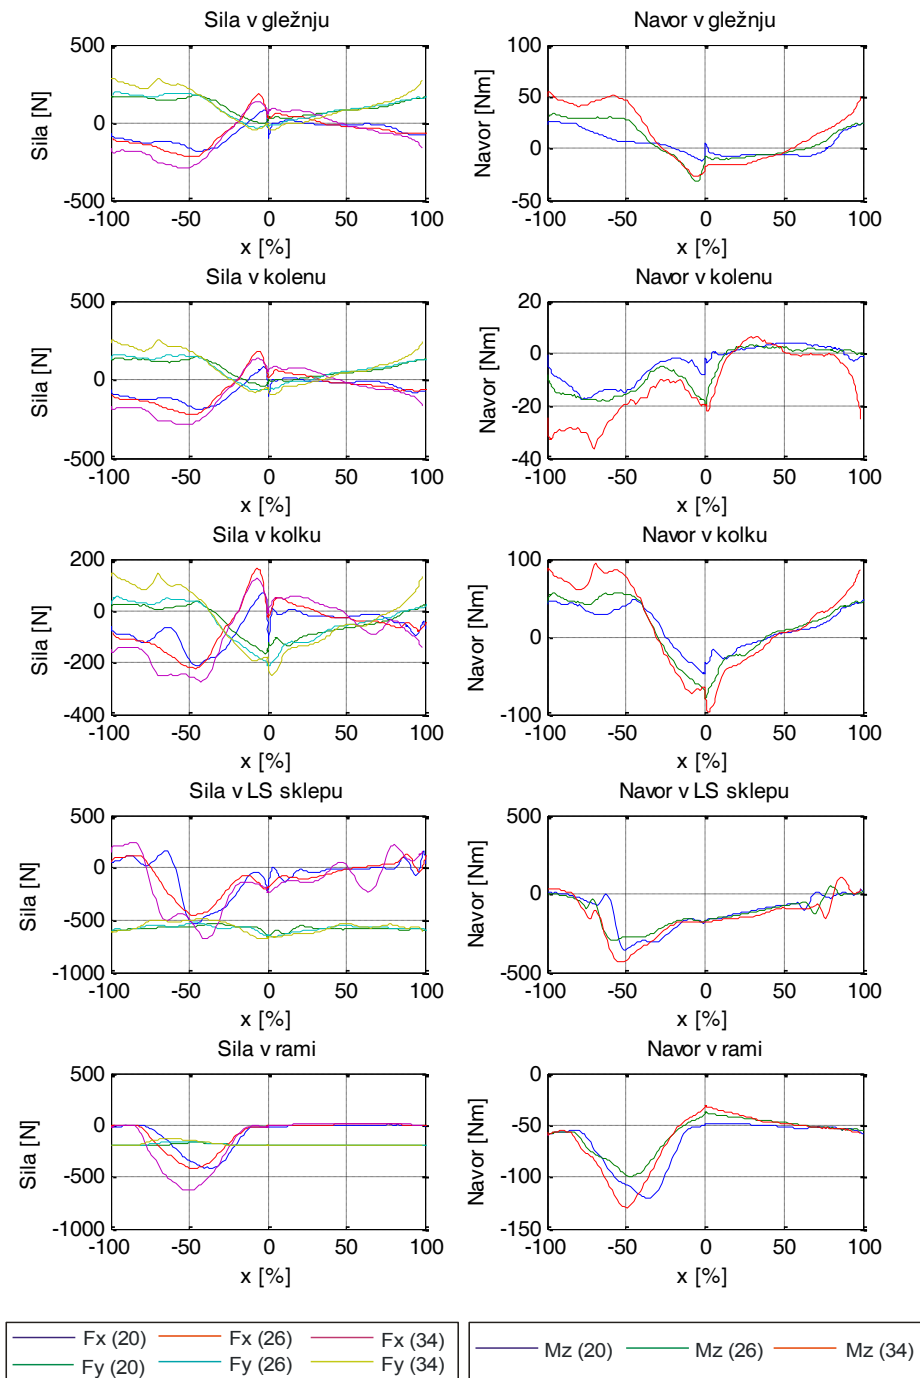 Sila v gležnju
Navor v gležnju
500
0
-500
Sila [N]
-100 -50 0 50 100
x [%]
100
50
0
-50
Navor [Nm]
-100 -50 0 50 100
x [%]
Sila v kolenu
Navor v kolenu
500
0
-500
Sila [N]
-100 -50 0 50 100
x [%]
20
0
-20
-40
Navor [Nm]
-100 -50 0 50 100
x [%]
Sila v kolku
Navor v kolku
200
0
-200
-400
Sila [N]
-100 -50 0 50 100
x [%]
100
0
-100
Navor [Nm]
-100 -50 0 50 100
x [%]
Sila v LS sklepu
Navor v LS sklepu
500
0
-500
-1000
Sila [N]
-100 -50 0 50 100
x [%]
500
0
-500
Navor [Nm]
-100 -50 0 50 100
x [%]
Sila v rami
Navor v rami
500
0
-500
-1000
Sila [N]
-100 -50 0 50 100
x [%]
0
-50
-100
-150
Navor [Nm]
-100 -50 0 50 100
x [%]
Fx (20) Fx (26) Fx (34)
Fy (20) Fy (26) Fy (34)
Mz (20) Mz (26) Mz (34)